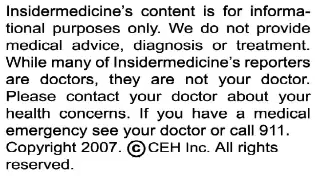 Insidermedicine's content is for informa-
tional purposes only. We do not provide
medical advice, diagnosis or treatment.
While many of Insidermedicine's reporters
are doctors, they are not your doctor.
Please contact your doctor about your
health concerns. If you have a medical
emergency see your doctor or call 911.
Copyright 2007. ©CEH Inc. All rights
reserved.